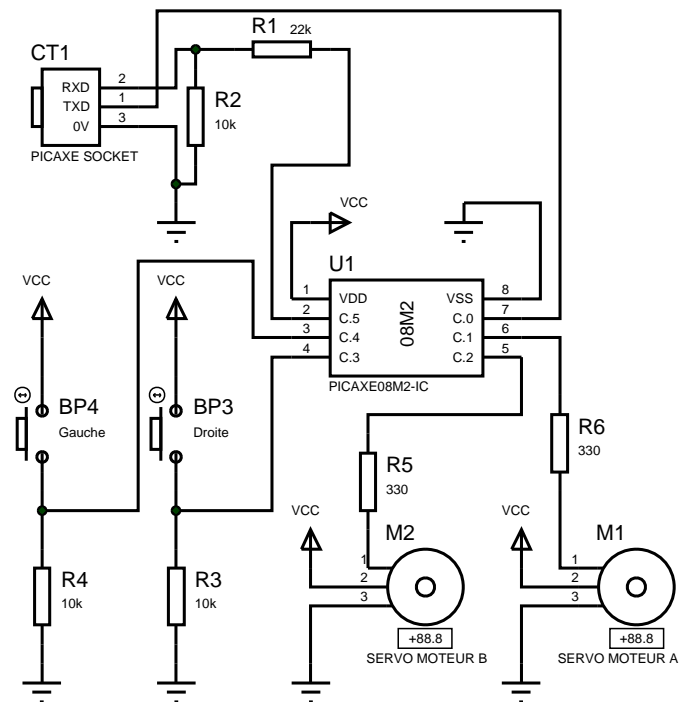 R1
22k
CT1
RXD
2
TXD
1
0V
3
PICAXE SOCKET
R2
10k
VCC
U1
1
VDD
2
C.5
3
C.4
4
C.3
08M2
VSS
8
C.0
7
C.1
6
C.2
5
PICAXE08M2-IC
VCC
VCC
BP4
Gauche
BP3
Droite
R4
10k
R3
10k
R5
330
R6
330
VCC
M2
1
2
3
+88.8
SERVO MOTEUR B
VCC
M1
1
2
3
+88.8
SERVO MOTEUR A